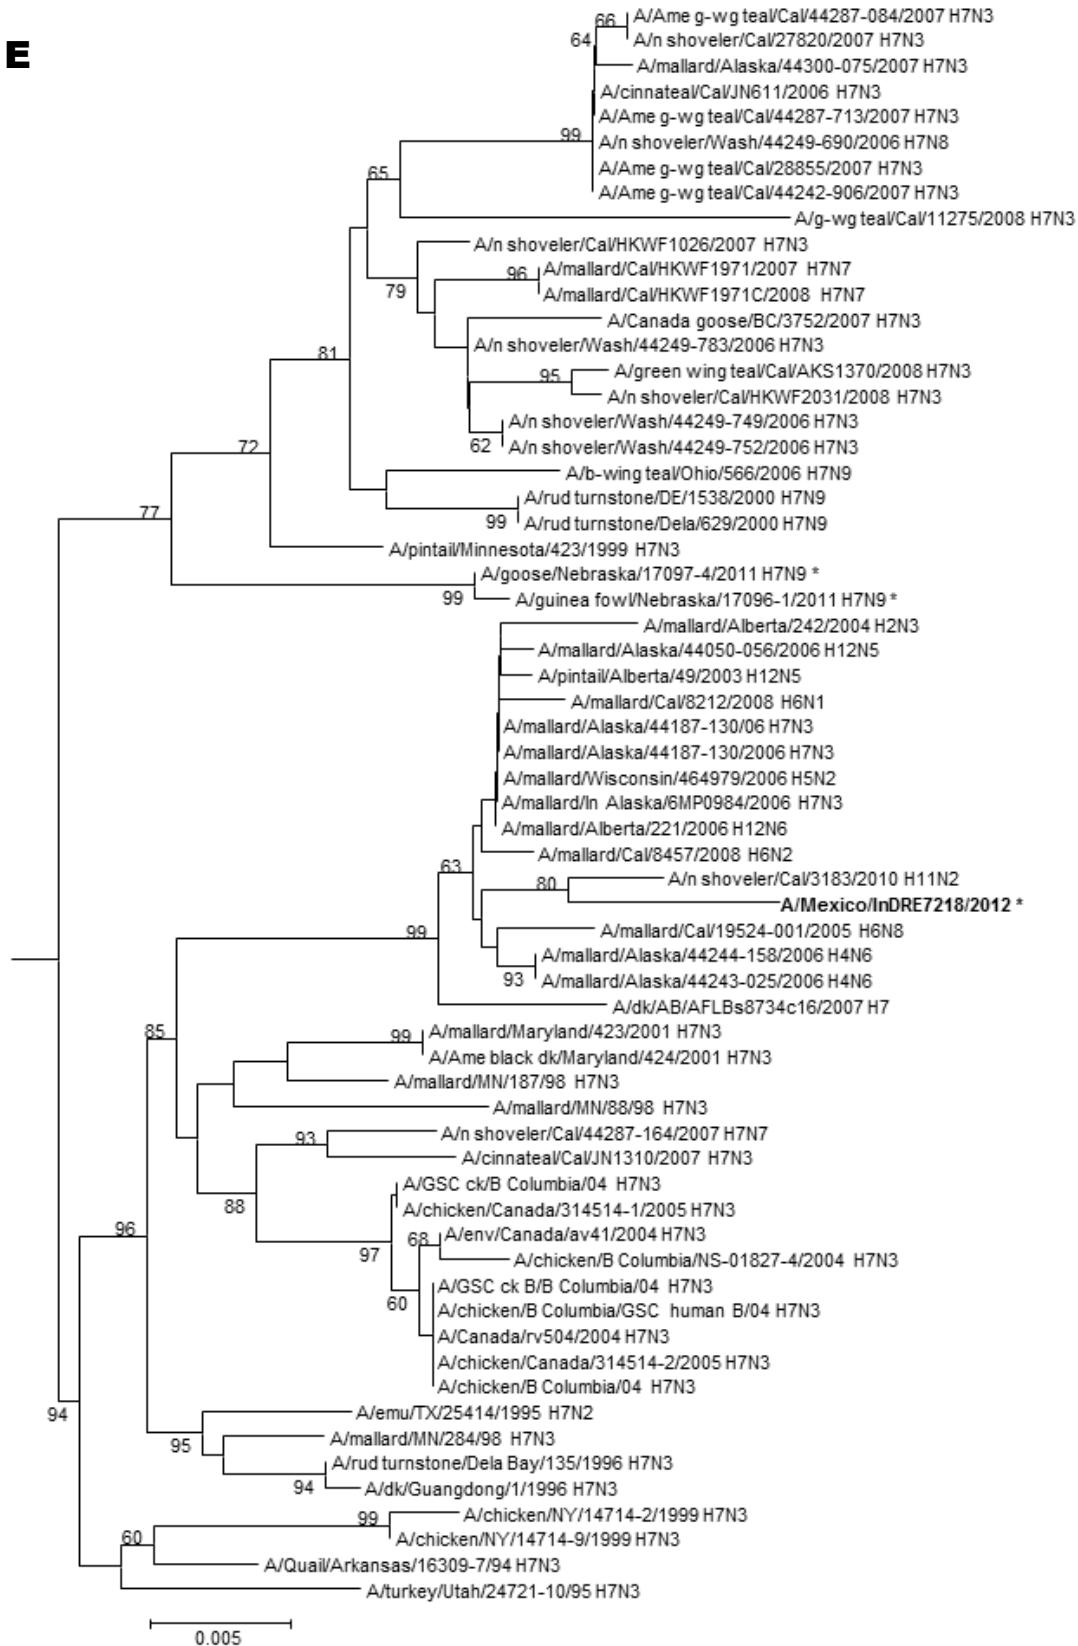 E
66
A/Ame g-wg teal/Cal/44287-084/2007 H7N3
A/n shoveler/Cal/27820/2007 H7N3
64
A/mallard/Alaska/44300-075/2007 H7N3
A/cinnateal/Cal/JN611/2006 H7N3
A/Ame g-wg teal/Cal/44287-713/2007 H7N3
99
A/n shoveler/Wash/44249-690/2006 H7N8
A/Ame g-wg teal/Cal/28855/2007 H7N3
65
A/Ame g-wg teal/Cal/44242-906/2007 H7N3
A/g-wg teal/Cal/11275/2008 H7N3
A/n shoveler/Cal/HKWF1026/2007 H7N3
96
A/mallard/Cal/HKWF1971/2007 H7N7
79
A/mallard/Cal/HKWF1971C/2008 H7N7
A/Canada goose/BC/3752/2007 H7N3
A/n shoveler/Wash/44249-783/2006 H7N3
81
A/green wing teal/Cal/AKS1370/2008 H7N3
95
A/n shoveler/Cal/HKWF2031/2008 H7N3
A/n shoveler/Wash/44249-749/2006 H7N3
62
A/n shoveler/Wash/44249-752/2006 H7N3
72
A/b-wing teal/Ohio/566/2006 H7N9
A/rud turnstone/DE/1538/2000 H7N9
99
A/rud turnstone/Dela/629/2000 H7N9
77
A/pintail/Minnesota/423/1999 H7N3
A/goose/Nebraska/17097-4/2011 H7N9 *
99
A/guinea fowl/Nebraska/17096-1/2011 H7N9 *
A/mallard/Alberta/242/2004 H2N3
A/mallard/Alaska/44050-056/2006 H12N5
A/pintail/Alberta/49/2003 H12N5
A/mallard/Cal/8212/2008 H6N1
A/mallard/Alaska/44187-130/06 H7N3
A/mallard/Alaska/44187-130/2006 H7N3
A/mallard/Wisconsin/464979/2006 H5N2
A/mallard/In Alaska/6MP0984/2006 H7N3
A/mallard/Alberta/221/2006 H12N6
A/mallard/Cal/8457/2008 H6N2
63
A/n shoveler/Cal/3183/2010 H11N2
80
A/Mexico/InDRE7218/2012 *
99
A/mallard/Cal/19524-001/2005 H6N8
A/mallard/Alaska/44244-158/2006 H4N6
93
A/mallard/Alaska/44243-025/2006 H4N6
A/dk/AB/AFLBs8734c16/2007 H7
85
A/mallard/Maryland/423/2001 H7N3
99
A/Ame black dk/Maryland/424/2001 H7N3
A/mallard/MN/187/98 H7N3
A/mallard/MN/88/98 H7N3
A/n shoveler/Cal/44287-164/2007 H7N7
93
A/cinnateal/Cal/JN1310/2007 H7N3
A/GSC ck/B Columbia/04 H7N3
88
A/chicken/Canada/314514-1/2005 H7N3
96
A/env/Canada/av41/2004 H7N3
68
97
A/chicken/B Columbia/NS-01827-4/2004 H7N3
A/GSC ck B/B Columbia/04 H7N3
60
A/chicken/B Columbia/GSC human B/04 H7N3
A/Canada/rv504/2004 H7N3
A/chicken/Canada/314514-2/2005 H7N3
A/chicken/B Columbia/04 H7N3
94
A/emu/TX/25414/1995 H7N2
95
A/mallard/MN/284/98 H7N3
A/rud turnstone/Dela Bay/135/1996 H7N3
94
A/dk/Guangdong/1/1996 H7N3
99
A/chicken/NY/14714-2/1999 H7N3
60
A/chicken/NY/14714-9/1999 H7N3
A/Quail/Arkansas/16309-7/94 H7N3
A/turkey/Utah/24721-10/95 H7N3
0.005